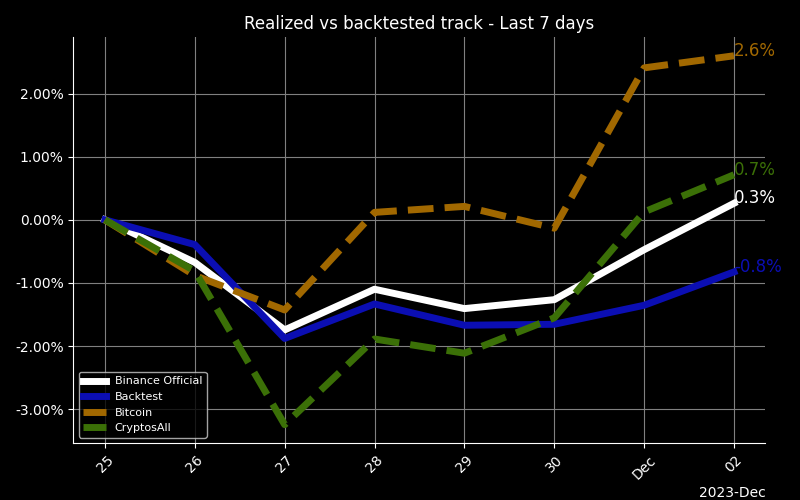 Realized vs backtested track - Last 7 days
2.6%
2.00%
1.00%
0.7%
0.3%
0.00%
-0.8%
-1.00%
-2.00%
-3.00%
Binance Official
Backtest
Bitcoin
CryptosAll
25 26 27 28 29 30 Dec 02
2023-Dec